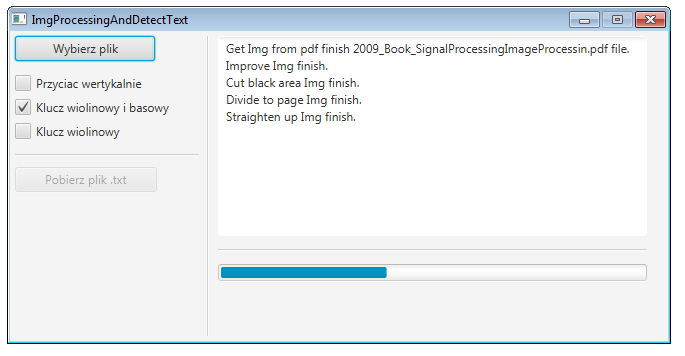 ImgProcessingAndDetectText
Wybierz plik
Przyciac wertykalnie
Klucz wiolinowy i basowy
Klucz wiolinowy
Pobierz plik .txt
Get Img from pdf finish 2009_Book_SignalProcessingImageProcessin.pdf file.
Improve Img finish.
Cut black area Img finish.
Divide to page Img finish.
Straighten up Img finish.